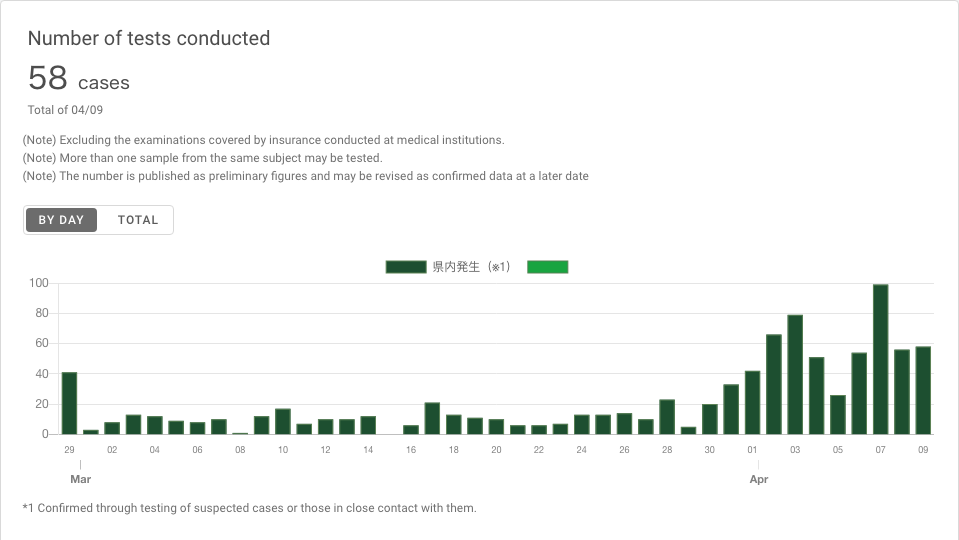 Number of tests conducted
58 cases
Total of 04/09
(Note) Excluding the examinations covered by insurance conducted at medical institutions.
(Note) More than one sample from the same subject may be tested.
(Note) The number is published as preliminary figures and may be revised as confirmed data at a later date
BY DAY TOTAL
県内発生（※1）
100
80
60
40
20
0
29 02 04 06 08 10 12 14 16 18 20 22 24 26 28 30 01 03 05 07 09
Mar Apr
*1 Confirmed through testing of suspected cases or those in close contact with them.